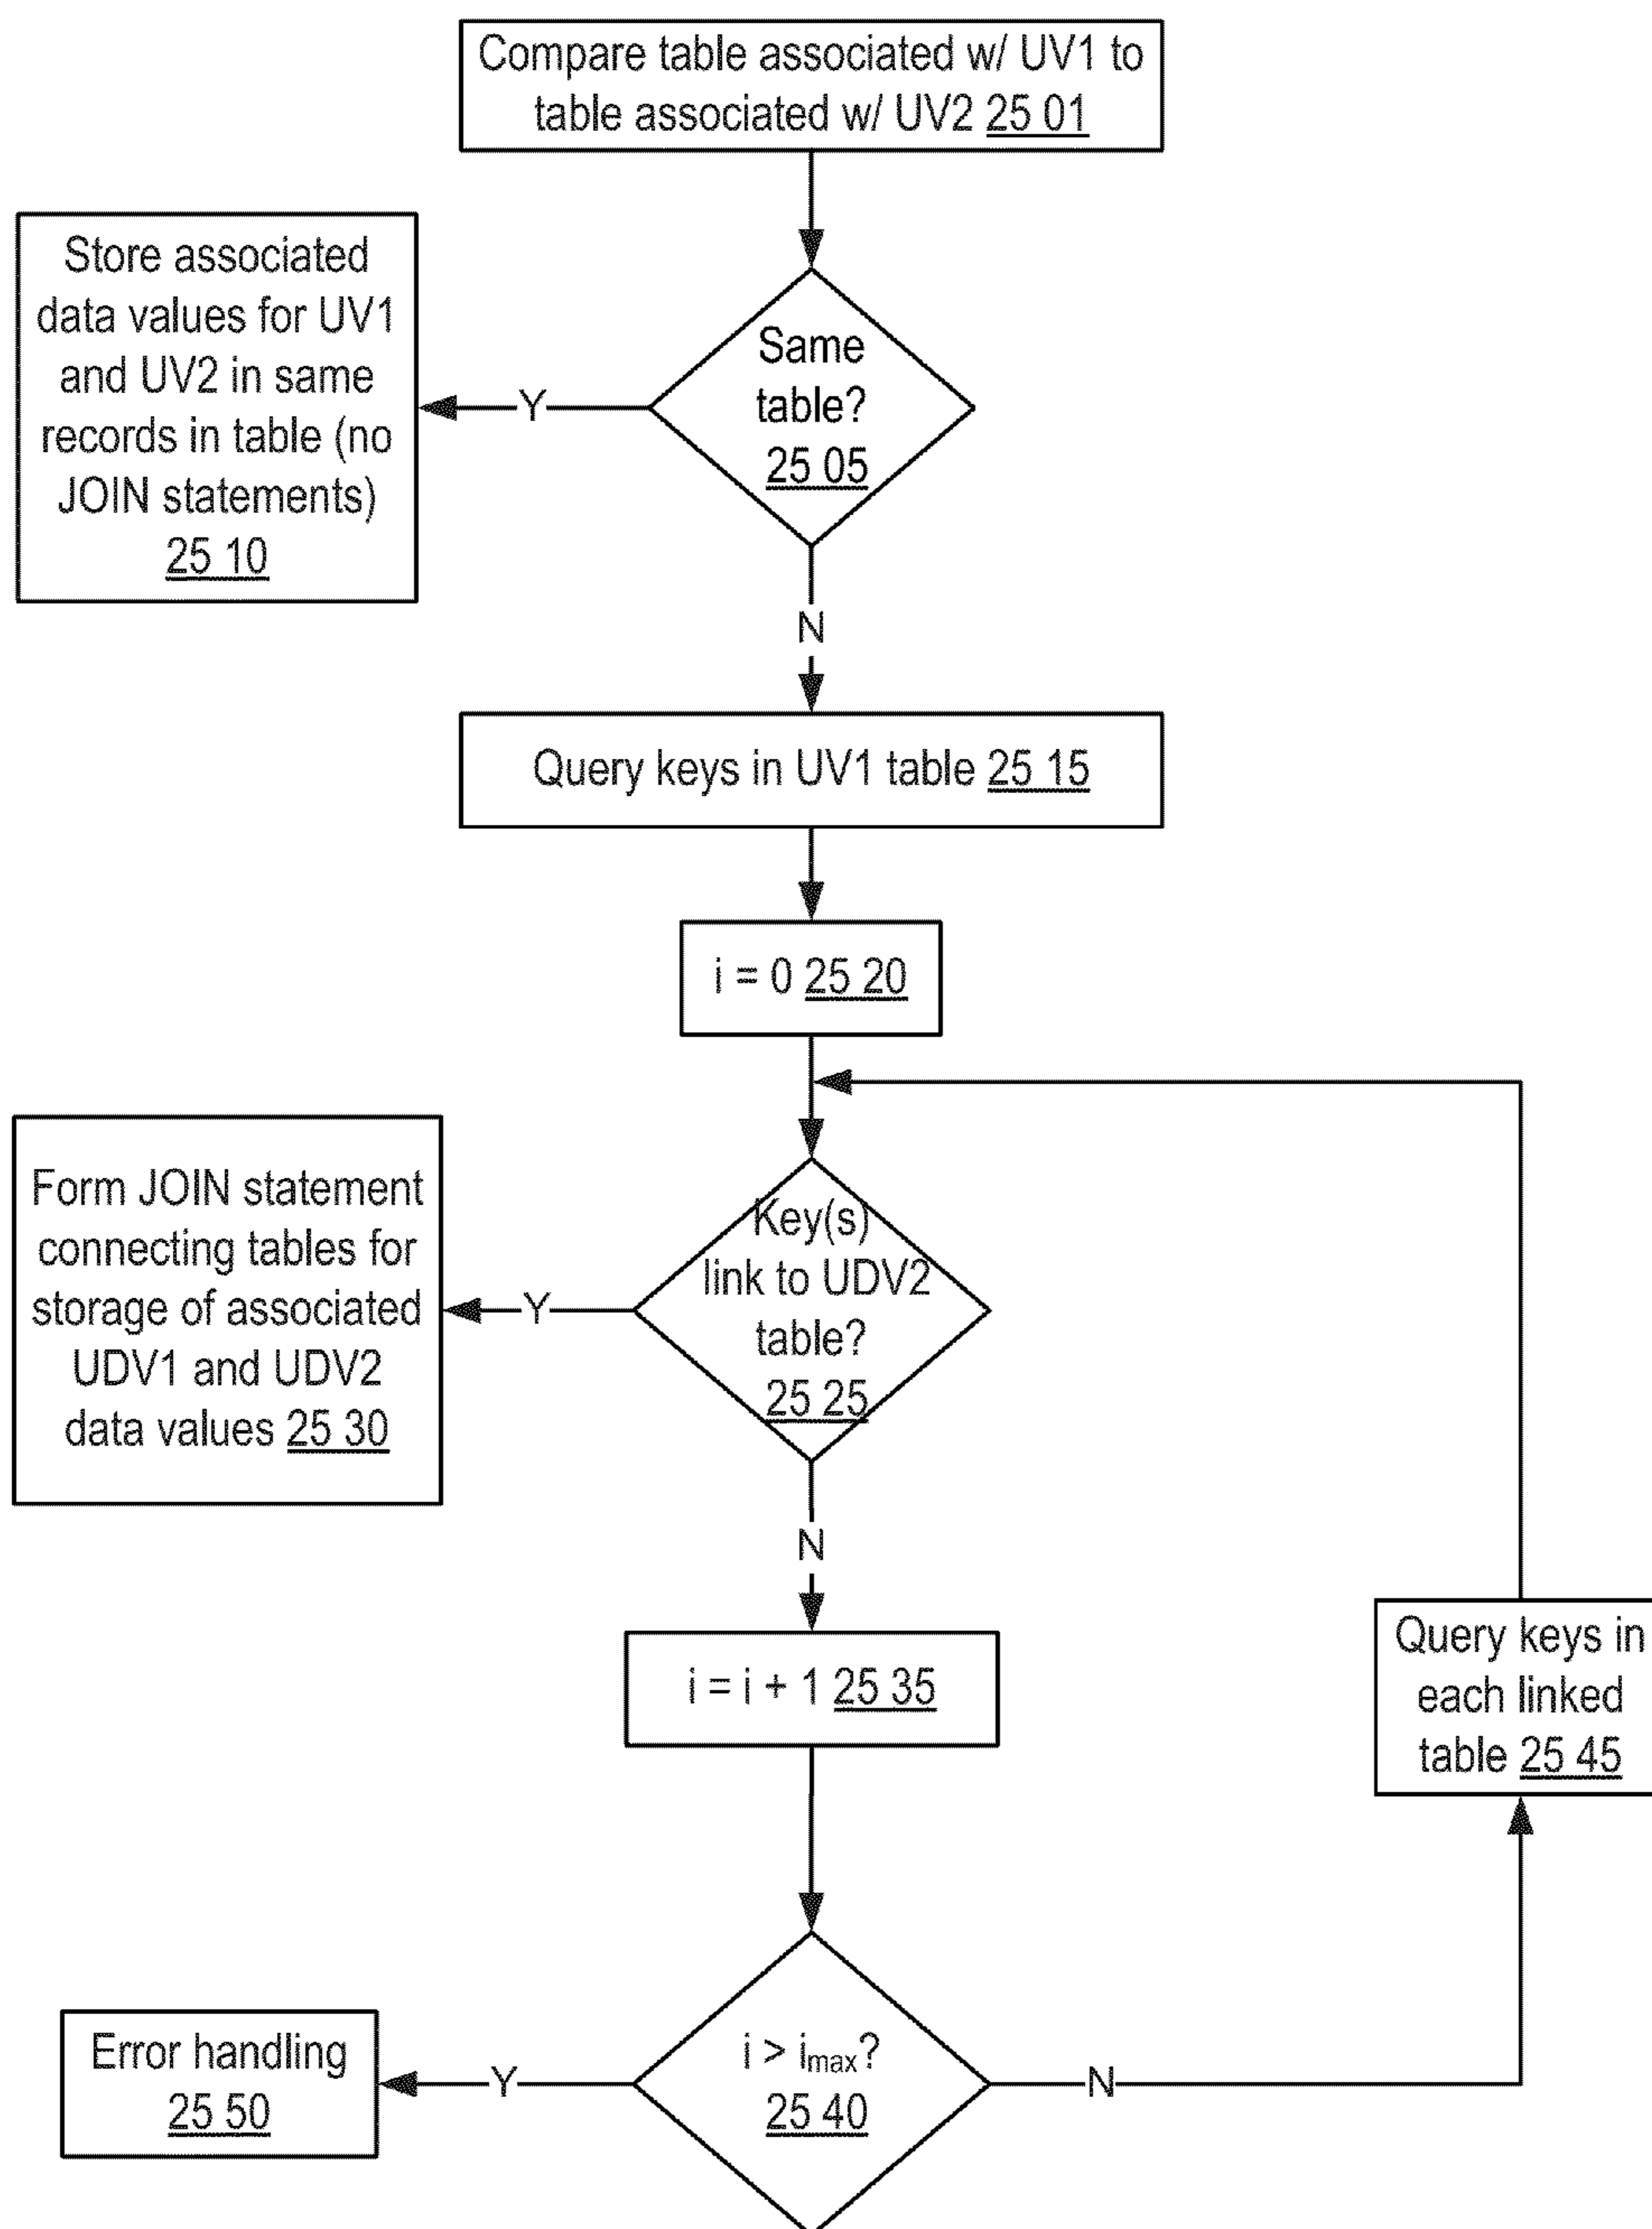 Compare table associated w/ UV1 to
table associated w/ UV2 25 01
Store associated
data values for UV1
and UV2 in same
records in table (no
JOIN statements)
25 10
Same
table?
25 05
Y
N
Query keys in UV1 table 25 15
i = 0 25 20
Form JOIN statement
connecting tables for
storage of associated
UDV1 and UDV2
data values 25 30
Key(s)
link to UDV2
table?
25 25
Y
N
i = i + 1 25 35
Query keys in
each linked
table 25 45
Error handling
25 50
Y
i > imax?
25 40
N